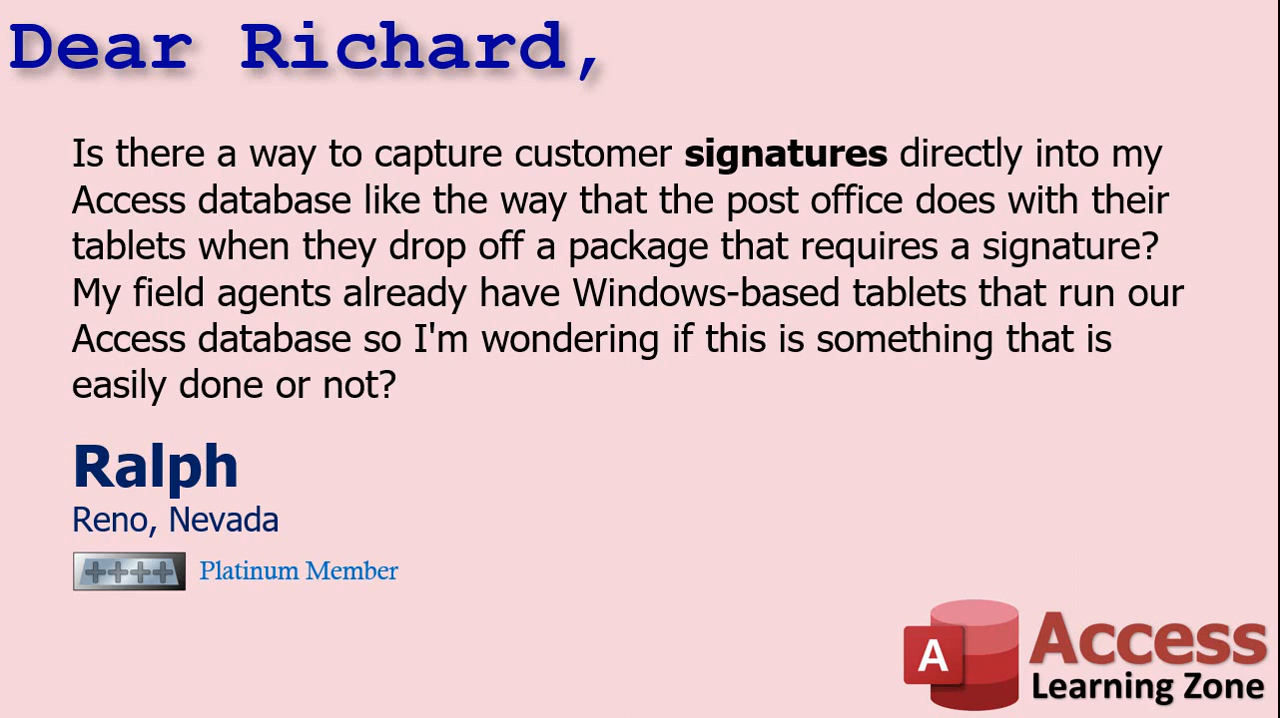 Dear Richard,
Is there a way to capture customer signatures directly into my
Access database like the way that the post office does with their
tablets when they drop off a package that requires a signature?
My field agents already have Windows-based tablets that run our
Access database so I'm wondering if this is something that is
easily done or not?
Ralph
Reno, Nevada
++++ Platinum Member
A Access
Learning Zone